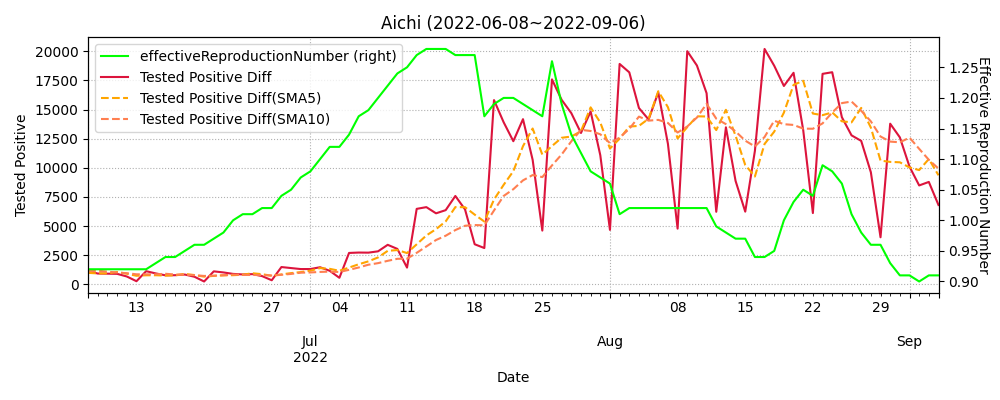 Aichi (2022-06-08~2022-09-06)
effectiveReproductionNumber (right)
Tested Positive Diff
Tested Positive Diff(SMA5)
Tested Positive Diff(SMA10)
Tested Positive
20000
17500
15000
12500
10000
7500
5000
2500
0
Effective Reproduction Number
1.25
1.20
1.15
1.10
1.05
1.00
0.95
0.90
13 20 27 04 11 18 25 08 15 22 29
Jul Aug Sep
2022
Date